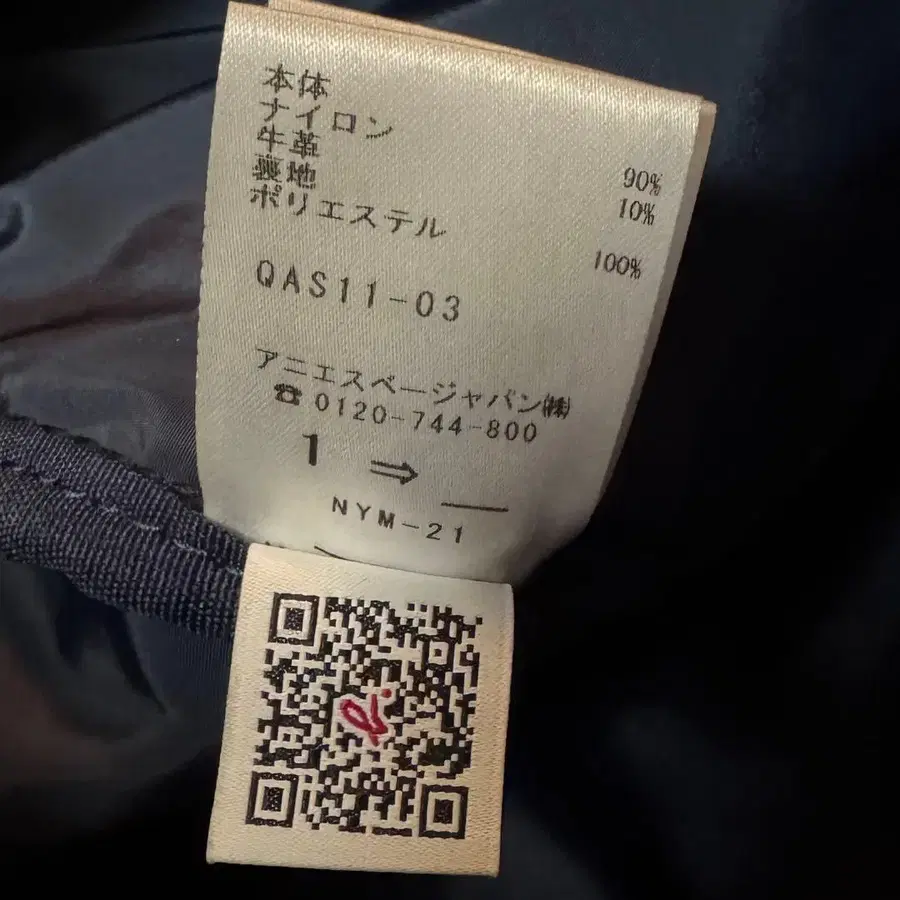 本体
ナイロン 90%
牛革 10%
裏地
ポリエステル 100%
QAS11-03
アニエスベージャパン㈱
☎0120-744-800
1 ⇒
NYM-21
b.